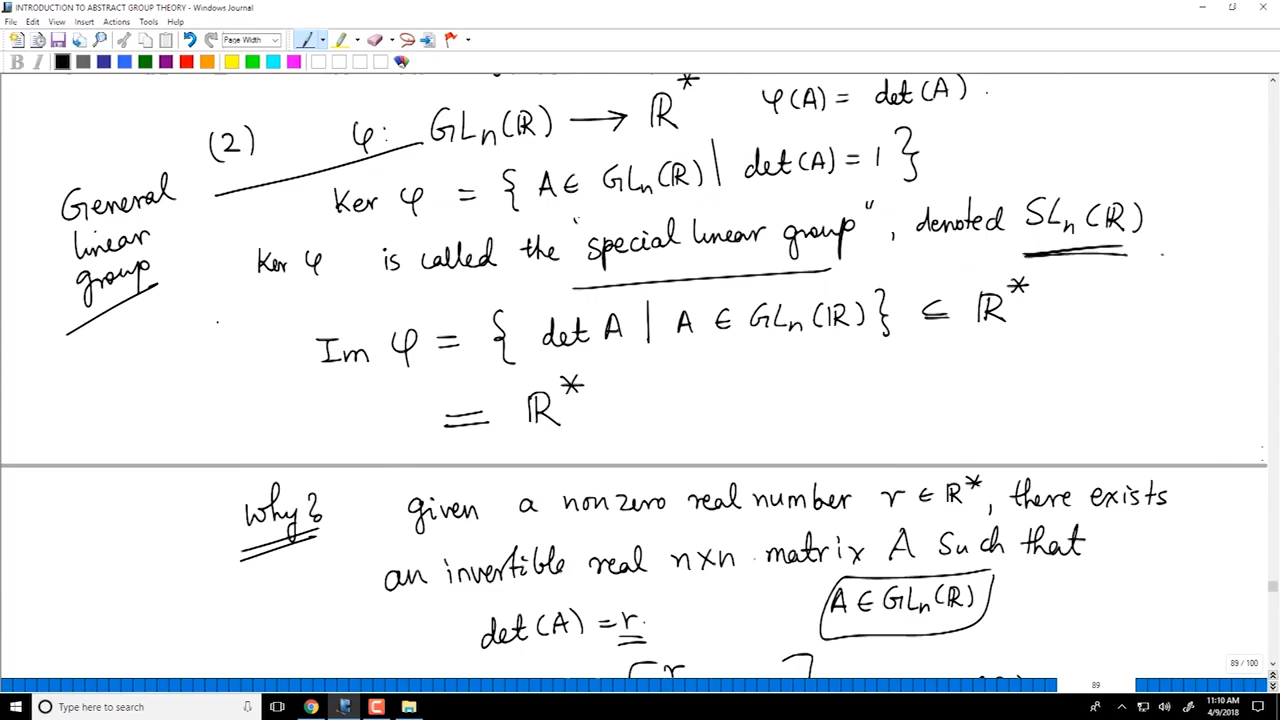 INTRODUCTION TO ABSTRACT GROUP THEORY - Windows Journal
File Edit View Insert Actions Tools Help
Page Width
B I
(2) φ: GLₙ(ℝ) ⟶ ℝ* φ(A) = det(A).
General linear group
Ker φ = { A ∈ GLₙ(ℝ) | det(A) = 1 }
Ker φ is called the "special linear group", denoted SLₙ(ℝ)
Im φ = { det A | A ∈ GLₙ(ℝ) } ⊆ ℝ*
= ℝ*
Why? given a nonzero real number r ∈ ℝ*, there exists
an invertible real n×n matrix A such that
det(A) = r. A ∈ GLₙ(ℝ)
[ r ]
89 / 100
89
Type here to search
11:10 AM
4/9/2018